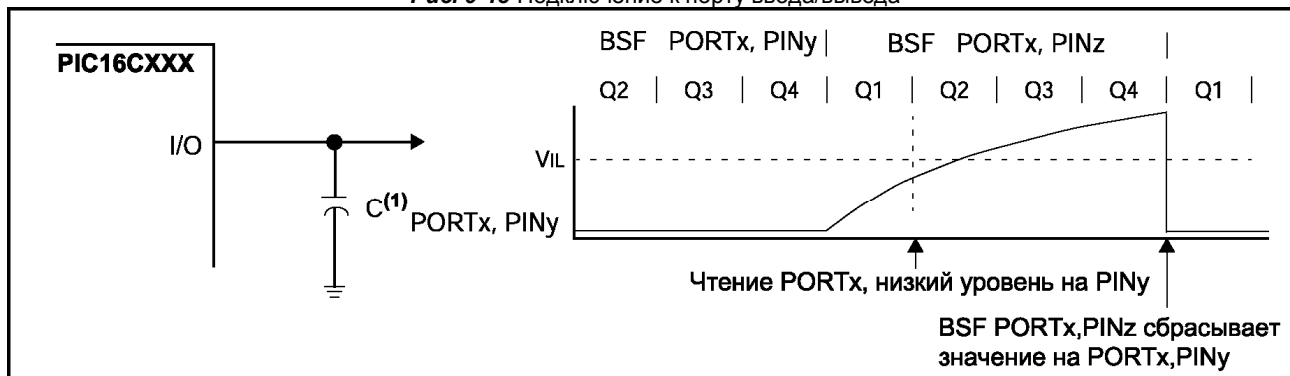 PIC16CXXX
I/O
C(1)
BSF PORTx, PINy | BSF PORTx, PINz |
Q2 | Q3 | Q4 | Q1 | Q2 | Q3 | Q4 | Q1 |
VIL
PORTx, PINy
Чтение PORTx, низкий уровень на PINy
BSF PORTx,PINz сбрасывает
значение на PORTx,PINy